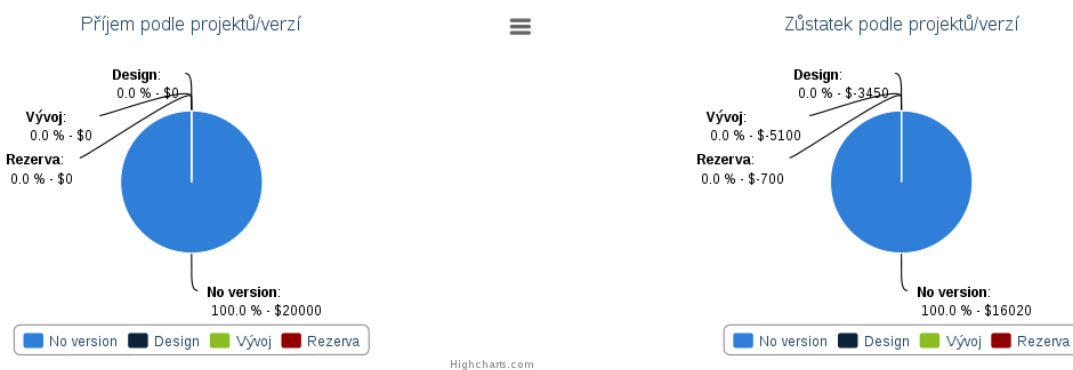 Příjem podle projektů/verzí
Design:
0.0 % - $0
Vývoj:
0.0 % - $0
Rezerva:
0.0 % - $0
No version:
100.0 % - $20000
No version Design Vývoj Rezerva
Highcharts.com
Zůstatek podle projektů/verzí
Design:
0.0 % - $-3450
Vývoj:
0.0 % - $-5100
Rezerva:
0.0 % - $-700
No version:
100.0 % - $16020
No version Design Vývoj Rezerva